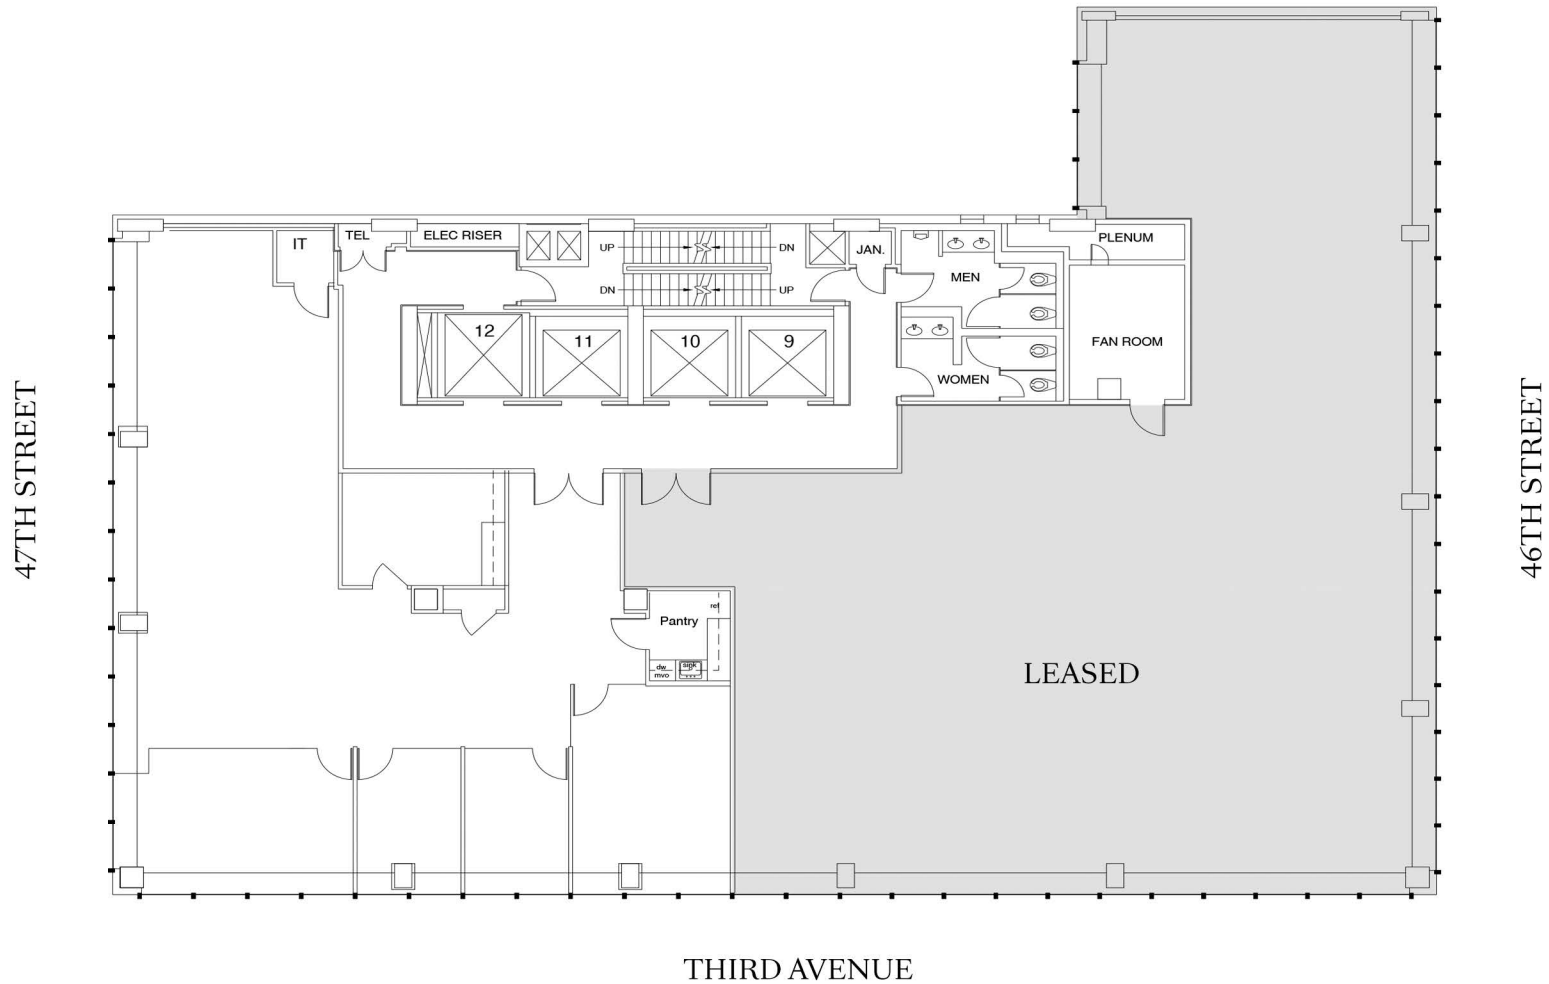 IT
TEL
ELEC RISER
UP
DN
DN
UP
JAN.
MEN
PLENUM
FAN ROOM
WOMEN
12
11
10
9
47TH STREET
46TH STREET
ref
Pantry
dw
mvo
sink
LEASED
THIRD AVENUE